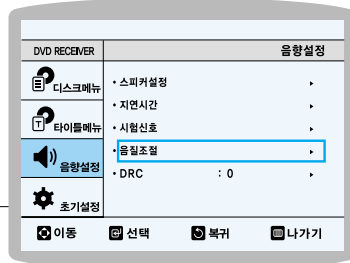 DVD RECEIVER 음향설정
디스크메뉴
타이틀메뉴
음향설정
초기설정
• 스피커설정
• 지연시간
• 시험신호
• 음질조절
• DRC : 0
이동 선택 복귀 나가기